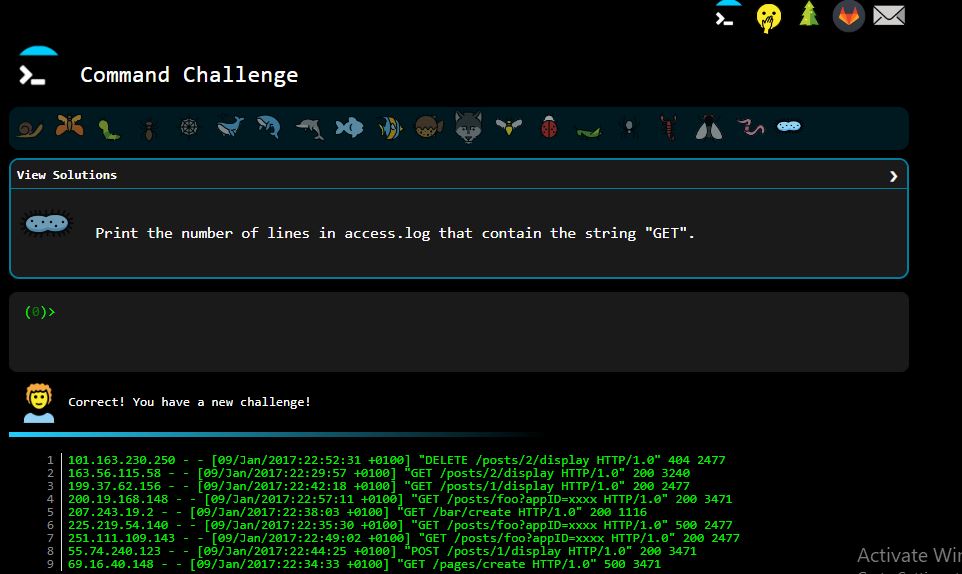 Command Challenge
View Solutions
Print the number of lines in access.log that contain the string "GET".
(0)>
Correct! You have a new challenge!
1 101.163.230.250 - - [09/Jan/2017:22:52:31 +0100] "DELETE /posts/2/display HTTP/1.0" 404 2477
2 163.56.115.58 - - [09/Jan/2017:22:29:57 +0100] "GET /posts/2/display HTTP/1.0" 200 3240
3 199.37.62.156 - - [09/Jan/2017:22:42:18 +0100] "GET /posts/1/display HTTP/1.0" 200 2477
4 200.19.168.148 - - [09/Jan/2017:22:57:11 +0100] "GET /posts/foo?appID=xxxx HTTP/1.0" 200 3471
5 207.243.19.2 - - [09/Jan/2017:22:38:03 +0100] "GET /bar/create HTTP/1.0" 200 1116
6 225.219.54.140 - - [09/Jan/2017:22:35:30 +0100] "GET /posts/foo?appID=xxxx HTTP/1.0" 500 2477
7 251.111.109.143 - - [09/Jan/2017:22:49:02 +0100] "GET /posts/foo?appID=xxxx HTTP/1.0" 200 2477
8 55.74.240.123 - - [09/Jan/2017:22:44:25 +0100] "POST /posts/1/display HTTP/1.0" 200 3471
9 69.16.40.148 - - [09/Jan/2017:22:34:33 +0100] "GET /pages/create HTTP/1.0" 500 3471
Activate Win